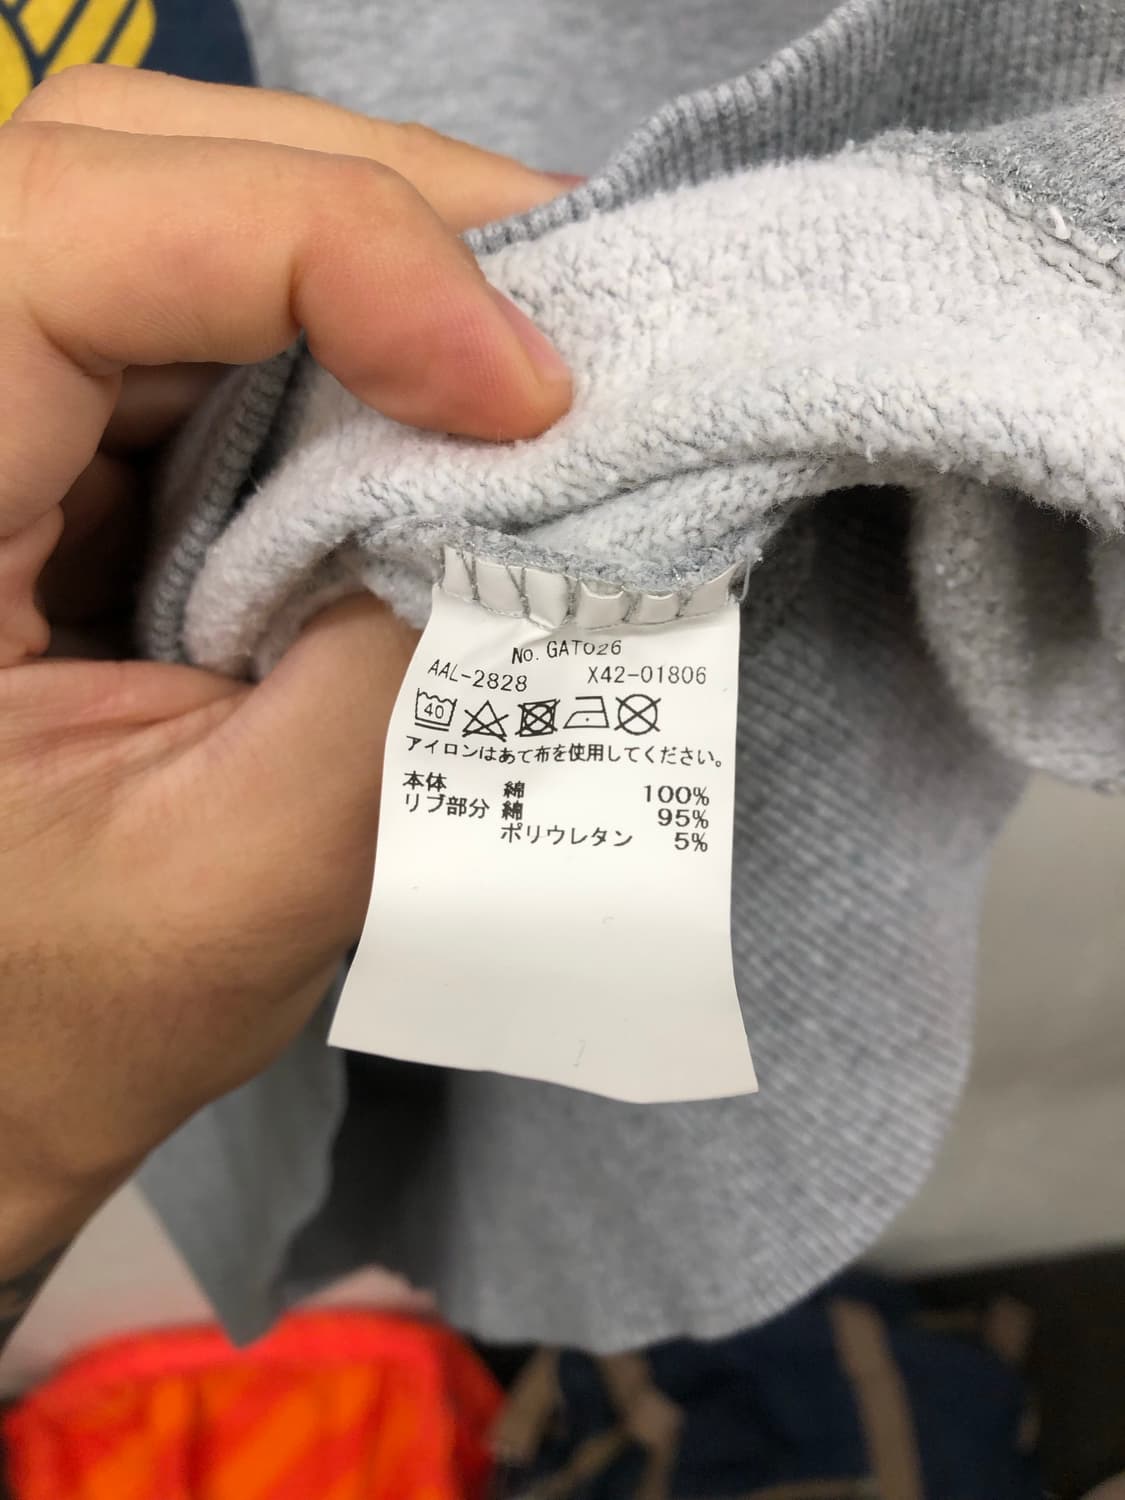 No. GAT026
AAL-2828 X42-01806
40
アイロンはあて布を使用してください。
本体 綿 100%
リブ部分 綿 95%
ポリウレタン 5%